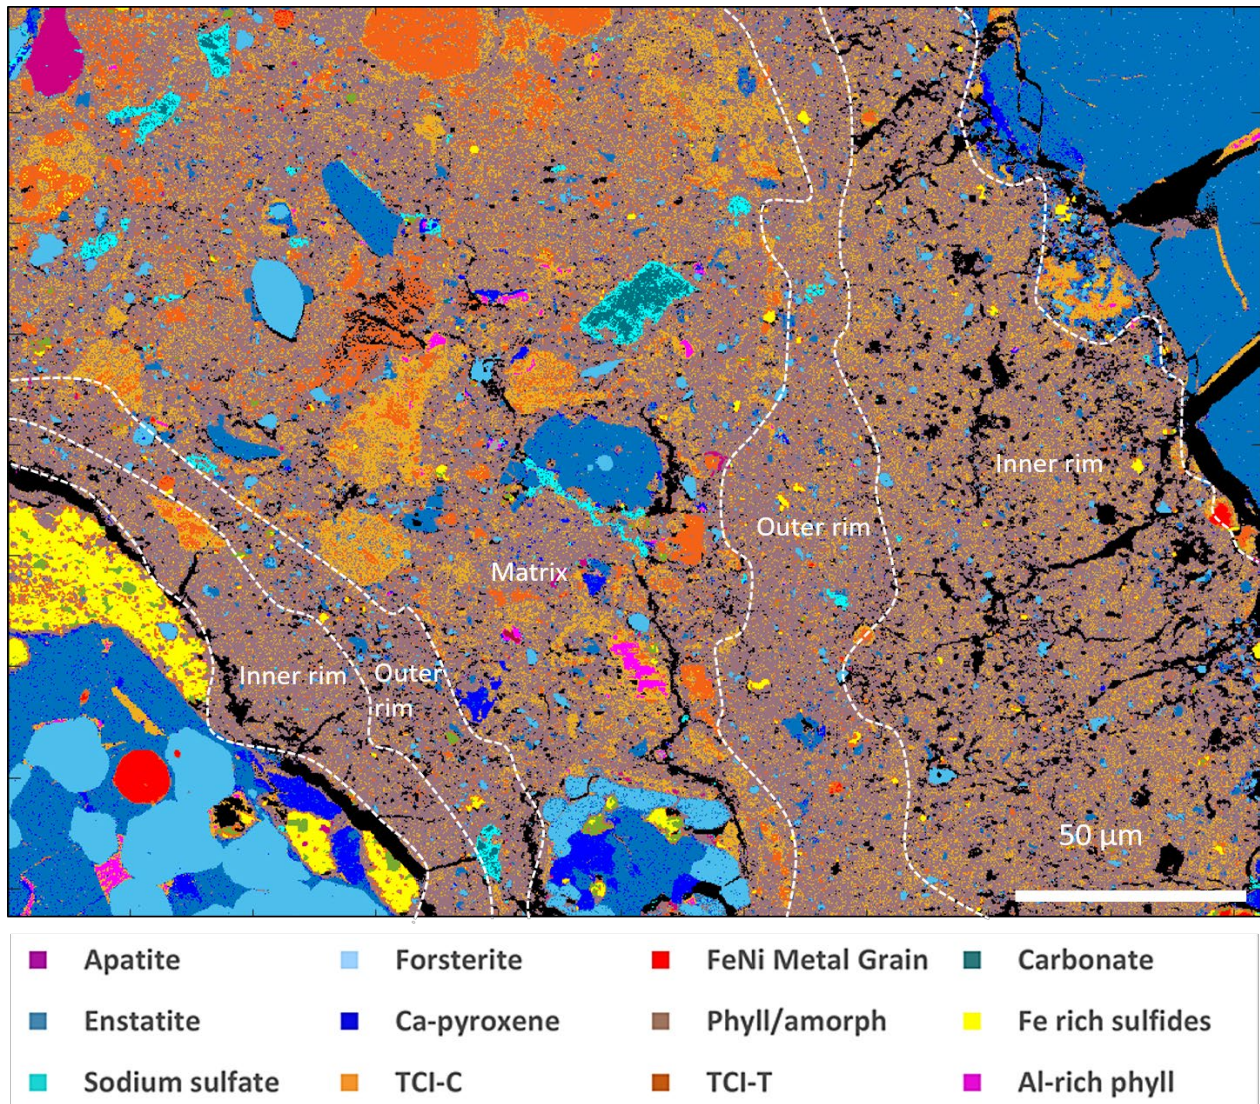 Inner rim
Outer rim
Matrix
Inner rim
Outer
rim
50 µm
Apatite
Forsterite
FeNi Metal Grain
Carbonate
Enstatite
Ca-pyroxene
Phyll/amorph
Fe rich sulfides
Sodium sulfate
TCI-C
TCI-T
Al-rich phyll